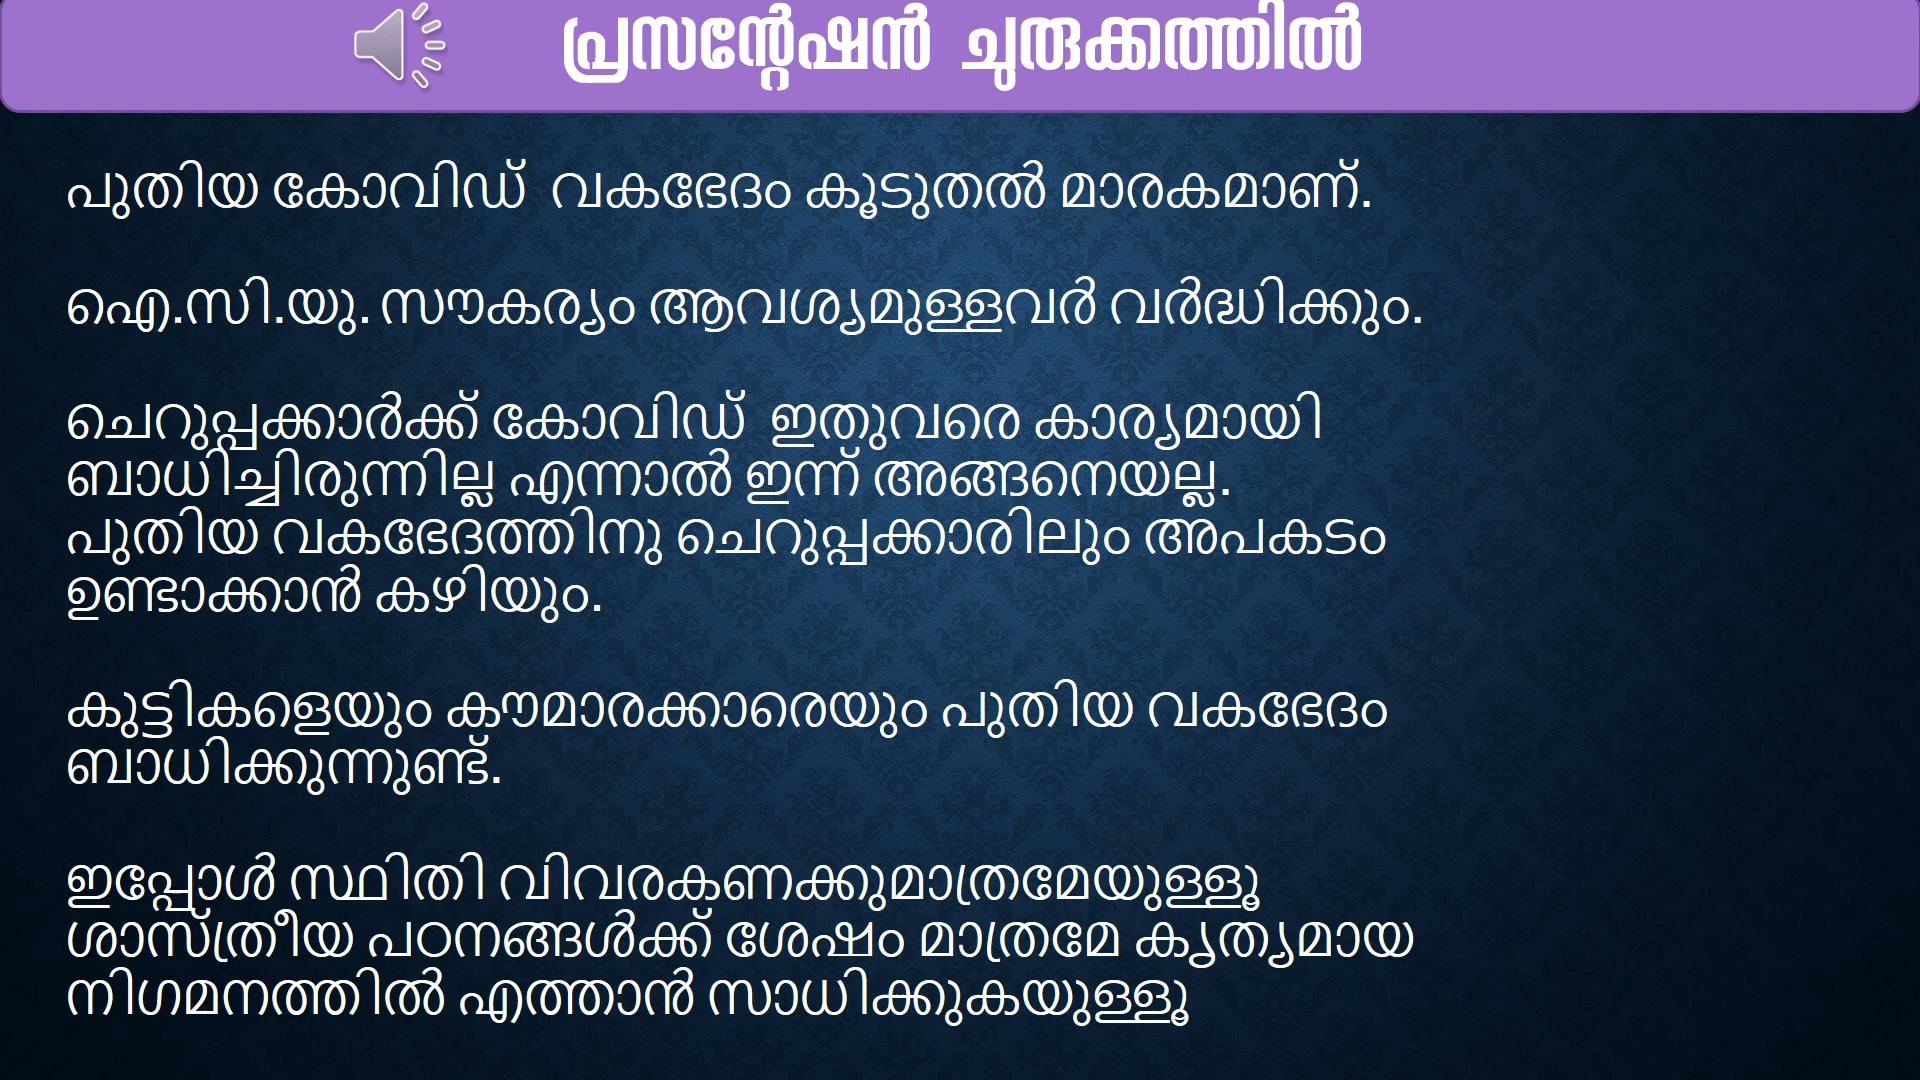 പ്രസന്റേഷൻ ചുരുക്കത്തിൽ
പുതിയ കോവിഡ് വകഭേദം കൂടുതൽ മാരകമാണ്.
ഐ.സി.യു. സൗകര്യം ആവശ്യമുള്ളവർ വർദ്ധിക്കും.
ചെറുപ്പക്കാർക്ക് കോവിഡ് ഇതുവരെ കാര്യമായി
ബാധിച്ചിരുന്നില്ല എന്നാൽ ഇന്ന് അങ്ങനെയല്ല.
പുതിയ വകഭേദത്തിനു ചെറുപ്പക്കാരിലും അപകടം
ഉണ്ടാക്കാൻ കഴിയും.
കുട്ടികളെയും കൗമാരക്കാരെയും പുതിയ വകഭേദം
ബാധിക്കുന്നുണ്ട്.
ഇപ്പോൾ സ്ഥിതി വിവരകണക്കുമാത്രമേയുള്ളൂ
ശാസ്ത്രീയ പഠനങ്ങൾക്ക് ശേഷം മാത്രമേ കൃത്യമായ
നിഗമനത്തിൽ എത്താൻ സാധിക്കുകയുള്ളൂ